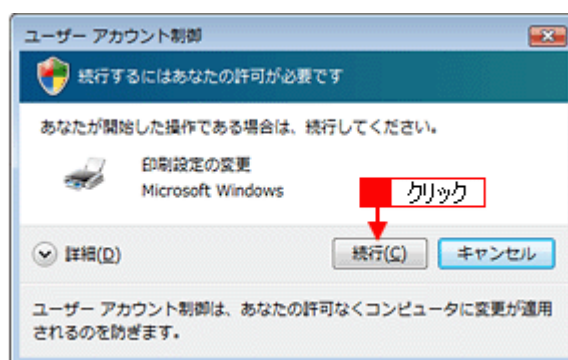 ユーザー アカウント制御
続行するにはあなたの許可が必要です
あなたが開始した操作である場合は、続行してください。
印刷設定の変更
Microsoft Windows
クリック
詳細(D)
続行(C)
キャンセル
ユーザー アカウント制御は、あなたの許可なくコンピュータに変更が適用
されるのを防ぎます。